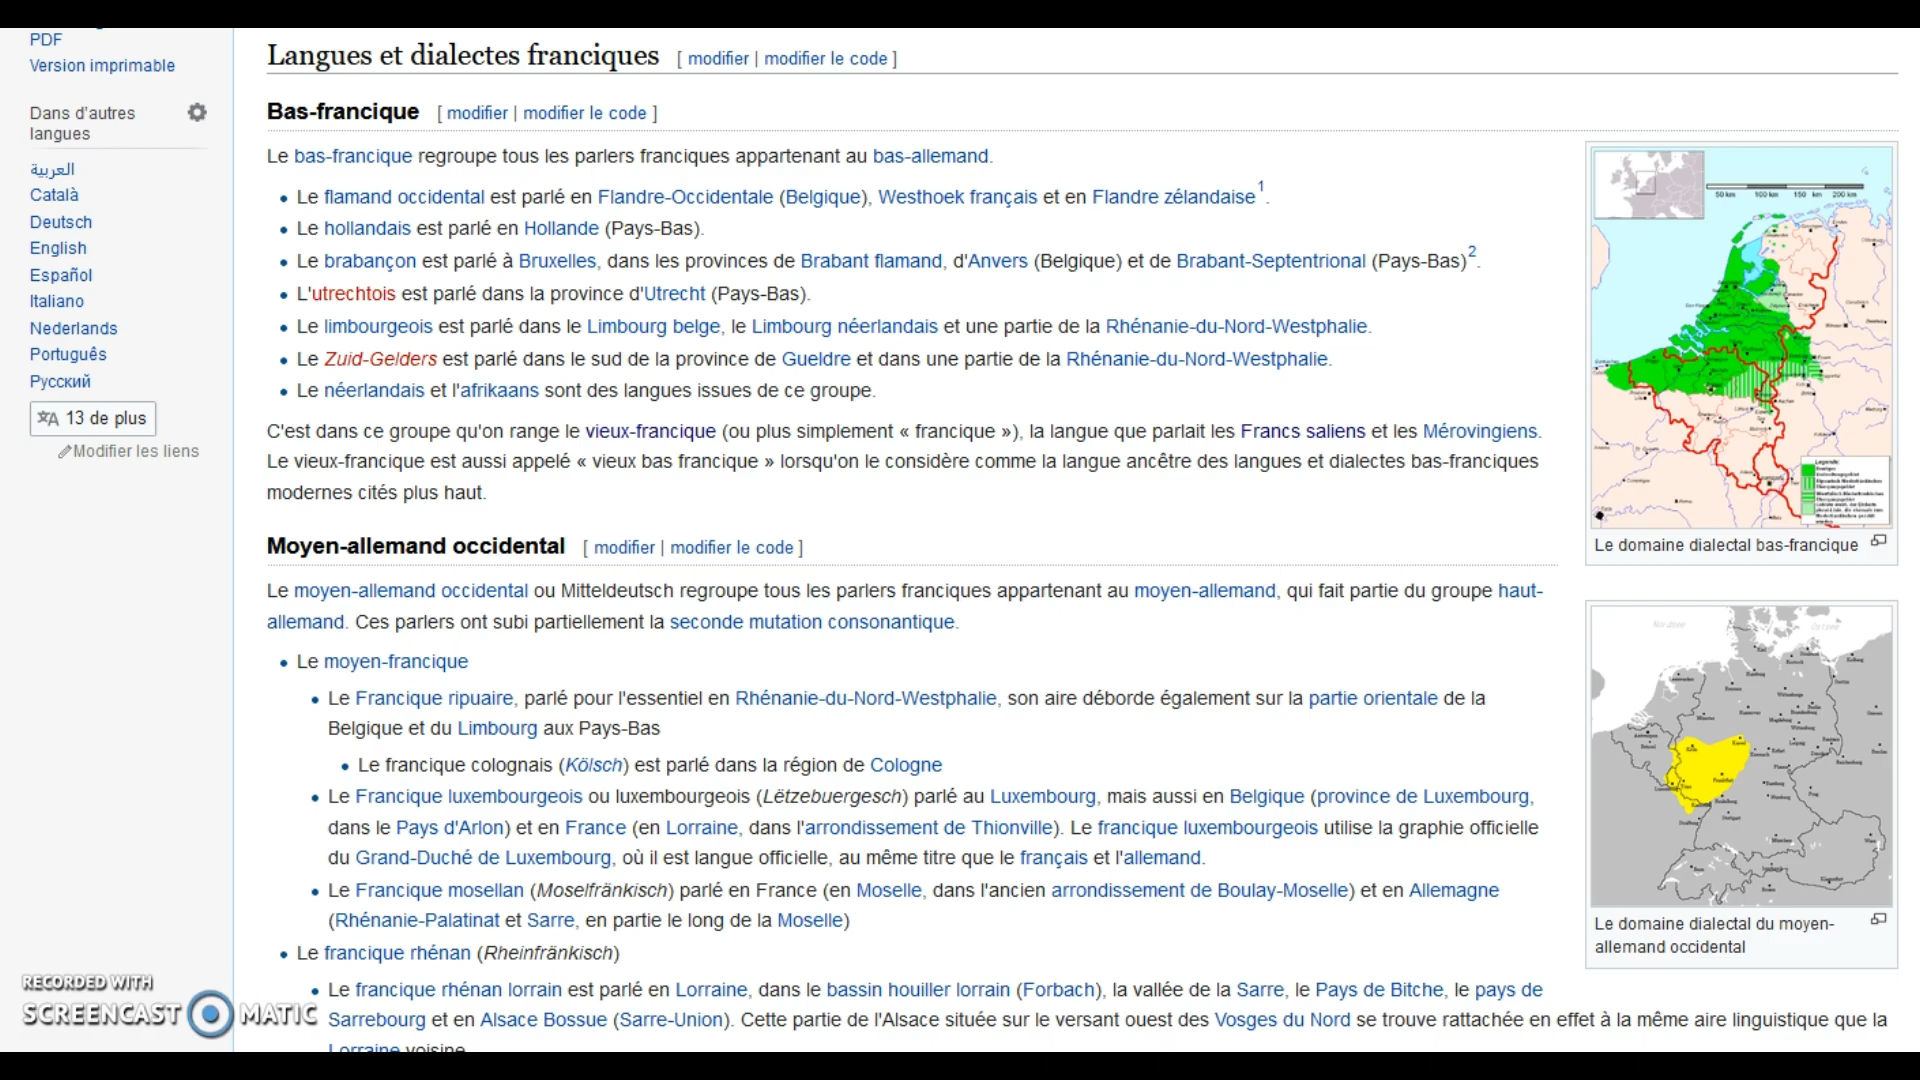 PDF
Version imprimable
Dans d'autres
langues
العربية
Català
Deutsch
English
Español
Italiano
Nederlands
Português
Русский
13 de plus
Modifier les liens
Langues et dialectes franciques [ modifier | modifier le code ]
Bas-francique [ modifier | modifier le code ]
Le bas-francique regroupe tous les parlers franciques appartenant au bas-allemand.
Le flamand occidental est parlé en Flandre-Occidentale (Belgique), Westhoek français et en Flandre zélandaise1.
Le hollandais est parlé en Hollande (Pays-Bas).
Le brabançon est parlé à Bruxelles, dans les provinces de Brabant flamand, d'Anvers (Belgique) et de Brabant-Septentrional (Pays-Bas)2.
L'utrechtois est parlé dans la province d'Utrecht (Pays-Bas).
Le limbourgeois est parlé dans le Limbourg belge, le Limbourg néerlandais et une partie de la Rhénanie-du-Nord-Westphalie.
Le Zuid-Gelders est parlé dans le sud de la province de Gueldre et dans une partie de la Rhénanie-du-Nord-Westphalie.
Le néerlandais et l'afrikaans sont des langues issues de ce groupe.
C'est dans ce groupe qu'on range le vieux-francique (ou plus simplement « francique »), la langue que parlait les Francs saliens et les Mérovingiens.
Le vieux-francique est aussi appelé « vieux bas francique » lorsqu'on le considère comme la langue ancêtre des langues et dialectes bas-franciques
modernes cités plus haut.
50 km 100 km 150 km 200 km
Le domaine dialectal bas-francique
Moyen-allemand occidental [ modifier | modifier le code ]
Le moyen-allemand occidental ou Mitteldeutsch regroupe tous les parlers franciques appartenant au moyen-allemand, qui fait partie du groupe haut-
allemand. Ces parlers ont subi partiellement la seconde mutation consonantique.
Le moyen-francique
Le Francique ripuaire, parlé pour l'essentiel en Rhénanie-du-Nord-Westphalie, son aire déborde également sur la partie orientale de la
Belgique et du Limbourg aux Pays-Bas
Le francique colognais (Kölsch) est parlé dans la région de Cologne
Le Francique luxembourgeois ou luxembourgeois (Lëtzebuergesch) parlé au Luxembourg, mais aussi en Belgique (province de Luxembourg,
dans le Pays d'Arlon) et en France (en Lorraine, dans l'arrondissement de Thionville). Le francique luxembourgeois utilise la graphie officielle
du Grand-Duché de Luxembourg, où il est langue officielle, au même titre que le français et l'allemand.
Le Francique mosellan (Moselfränkisch) parlé en France (en Moselle, dans l'ancien arrondissement de Boulay-Moselle) et en Allemagne
(Rhénanie-Palatinat et Sarre, en partie le long de la Moselle)
Le francique rhénan (Rheinfränkisch)
Le francique rhénan lorrain est parlé en Lorraine, dans le bassin houiller lorrain (Forbach), la vallée de la Sarre, le Pays de Bitche, le pays de
Sarrebourg et en Alsace Bossue (Sarre-Union). Cette partie de l'Alsace située sur le versant ouest des Vosges du Nord se trouve rattachée en effet à la même aire linguistique que la
Lorraine voisine
Nordsee
Ostsee
Le domaine dialectal du moyen-
allemand occidental
RECORDED WITH
SCREENCAST MATIC